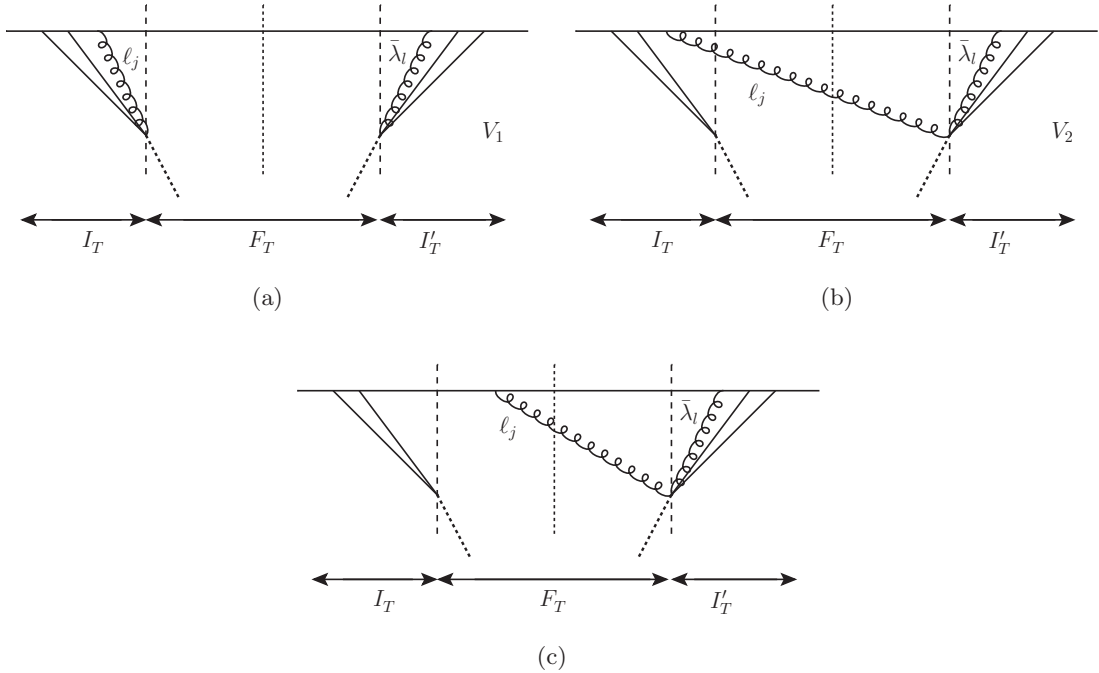 ℓ_j λ̄_l V_1
I_T F_T I′_T
(a)
ℓ_j λ̄_l V_2
I_T F_T I′_T
(b)
ℓ_j λ̄_l
I_T F_T I′_T
(c)